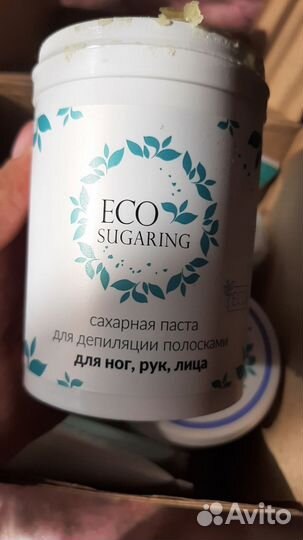 ECO
SUGARING
сахарная паста
для депиляции полосками
для ног, рук, лица
Avito